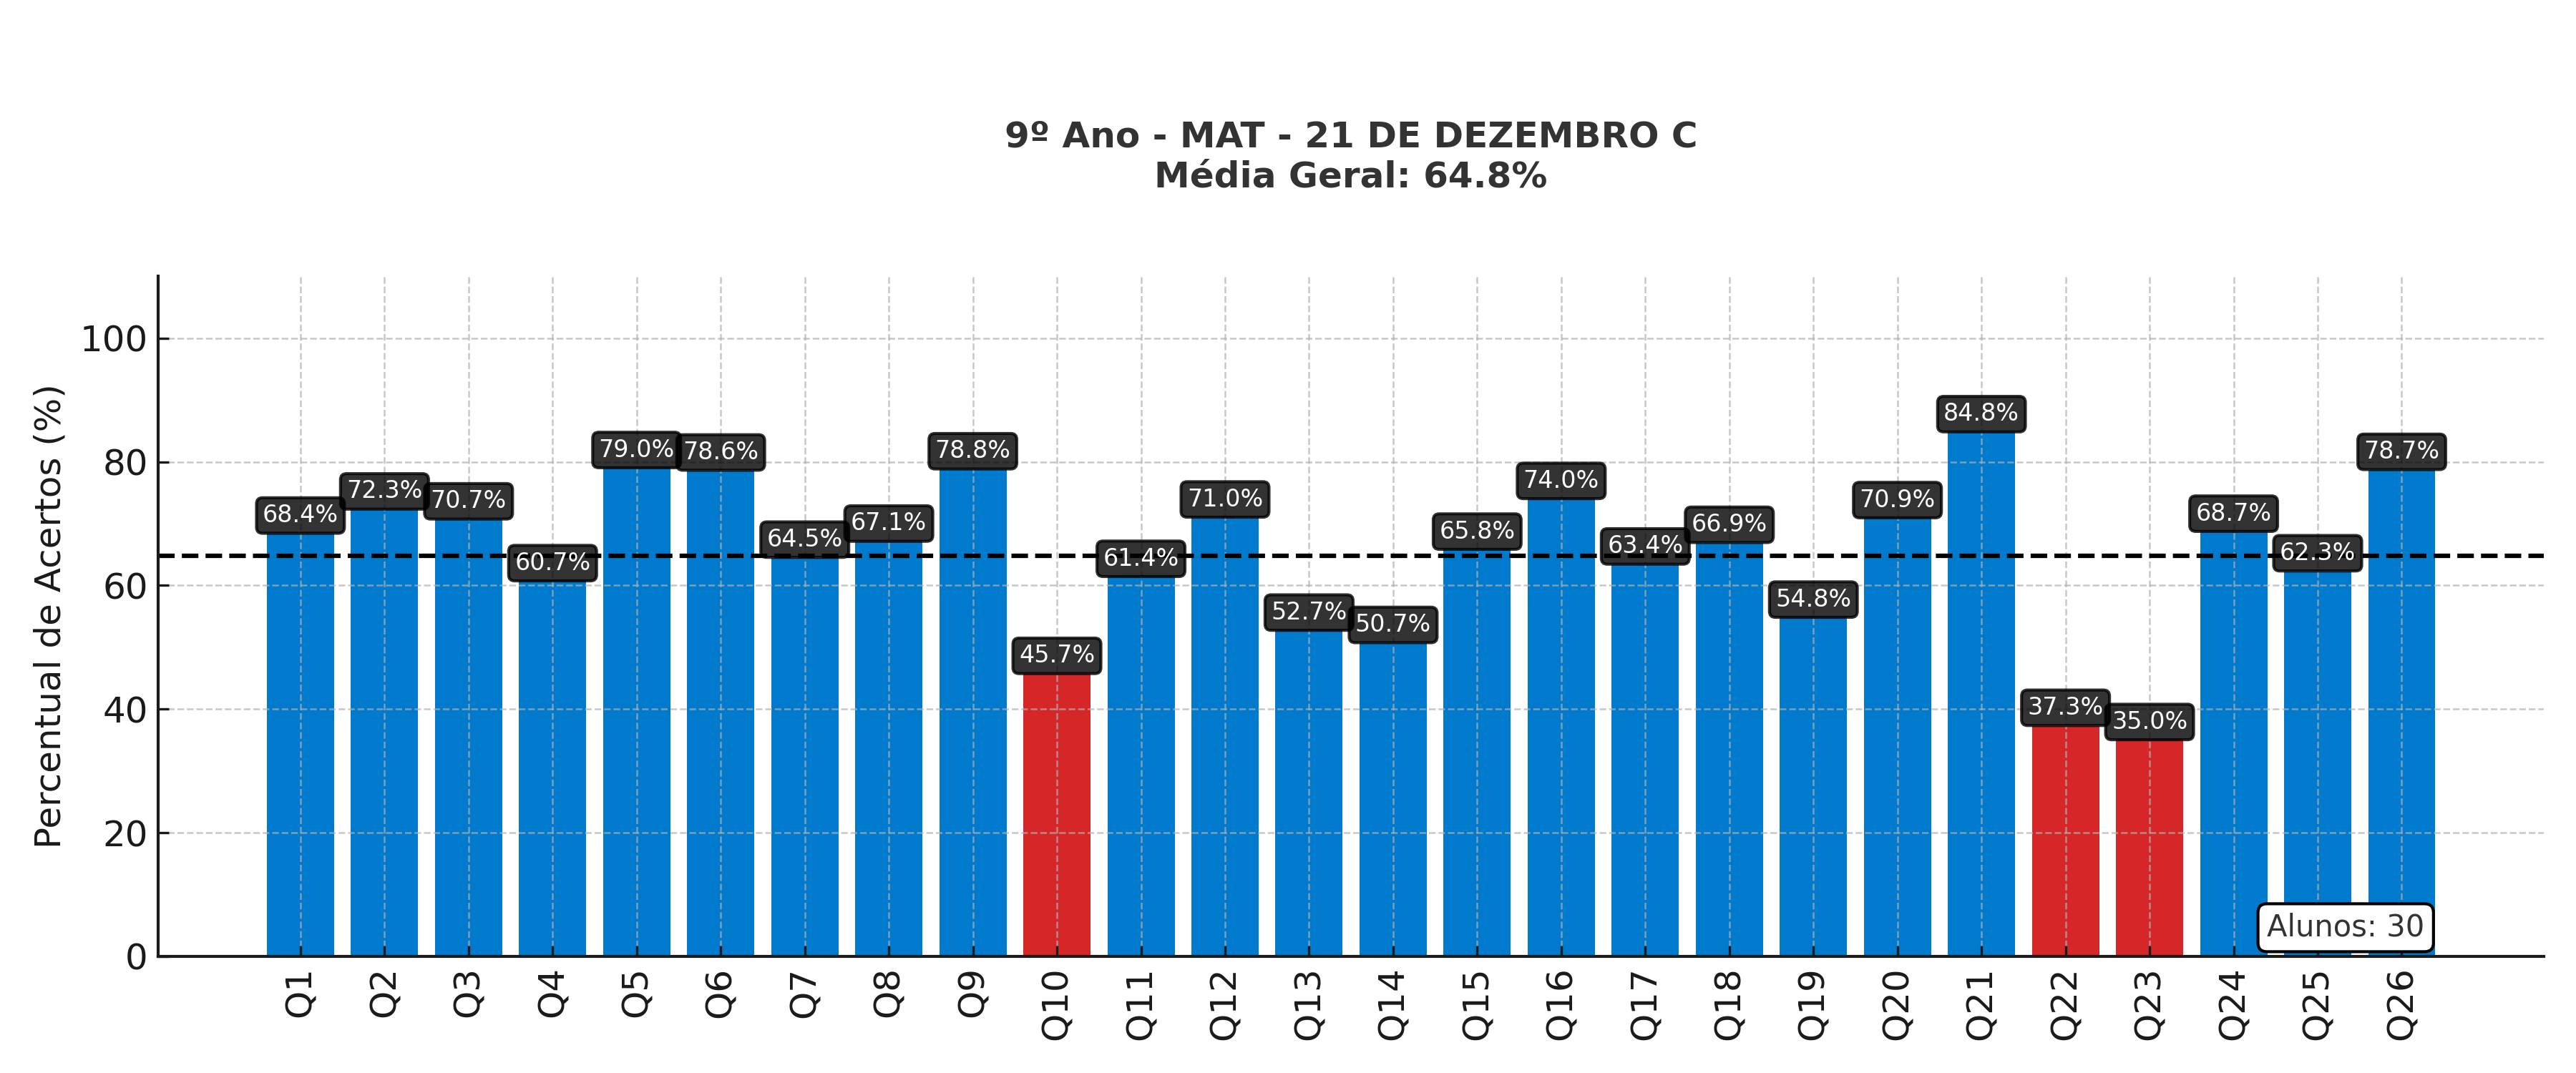 9º Ano - MAT - 21 DE DEZEMBRO C
Média Geral: 64.8%
Percentual de Acertos (%)
100
80
60
40
20
0
68.4%
72.3%
70.7%
60.7%
79.0%
78.6%
64.5%
67.1%
78.8%
45.7%
61.4%
71.0%
52.7%
50.7%
65.8%
74.0%
63.4%
66.9%
54.8%
70.9%
84.8%
37.3%
35.0%
68.7%
62.3%
78.7%
Alunos: 30
Q1
Q2
Q3
Q4
Q5
Q6
Q7
Q8
Q9
Q10
Q11
Q12
Q13
Q14
Q15
Q16
Q17
Q18
Q19
Q20
Q21
Q22
Q23
Q24
Q25
Q26